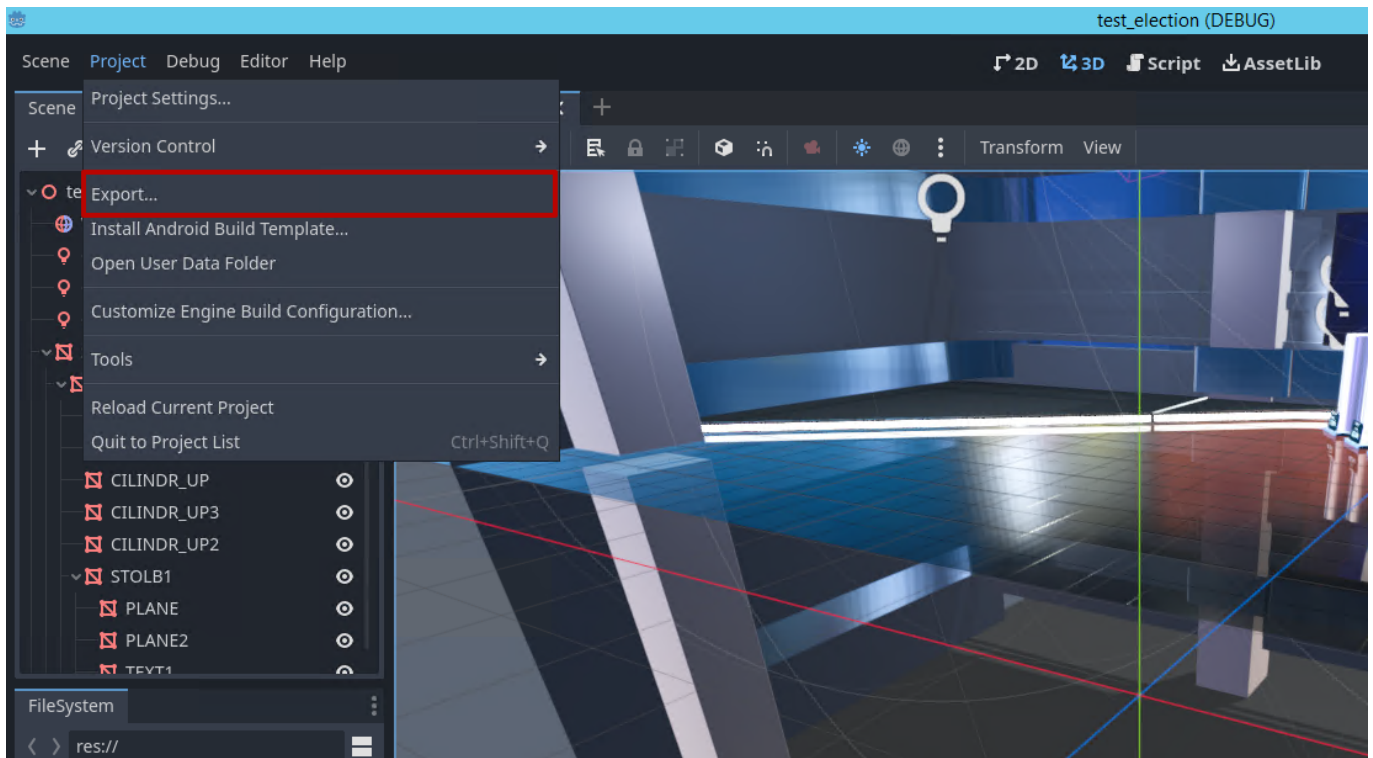 test_election (DEBUG)
Scene Project Debug Editor Help
2D 3D Script AssetLib
Scene
Project Settings...
Version Control
Transform View
Export...
Install Android Build Template...
Open User Data Folder
Customize Engine Build Configuration...
Tools
Reload Current Project
Quit to Project List Ctrl+Shift+Q
CILINDR_UP
CILINDR_UP3
CILINDR_UP2
STOLB1
PLANE
PLANE2
TEXT1
FileSystem
res://